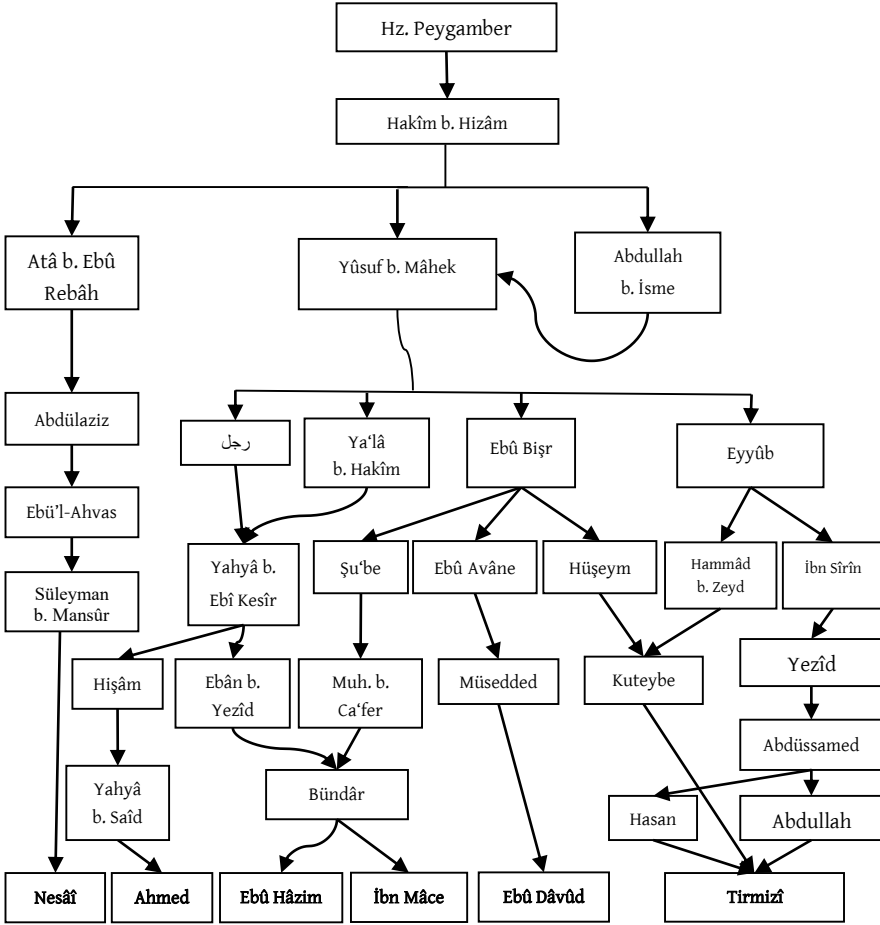 Hz. Peygamber
Hakîm b. Hizâm
Atâ b. Ebû
Rebâh
Yûsuf b. Mâhek
Abdullah
b. İsme
Abdülaziz
رجل
Ya‘lâ
b. Hakîm
Ebû Bişr
Eyyûb
Ebü’l-Ahvas
Yahyâ b.
Ebî Kesîr
Şu‘be
Ebû Avâne
Hüşeym
Hammâd
b. Zeyd
İbn Sîrîn
Süleyman
b. Mansûr
Hişâm
Ebân b.
Yezîd
Muh. b.
Ca‘fer
Müsedded
Kuteybe
Yezîd
Abdüssamed
Yahyâ
b. Saîd
Bündâr
Hasan
Abdullah
Nesâî
Ahmed
Ebû Hâzim
İbn Mâce
Ebû Dâvûd
Tirmizî